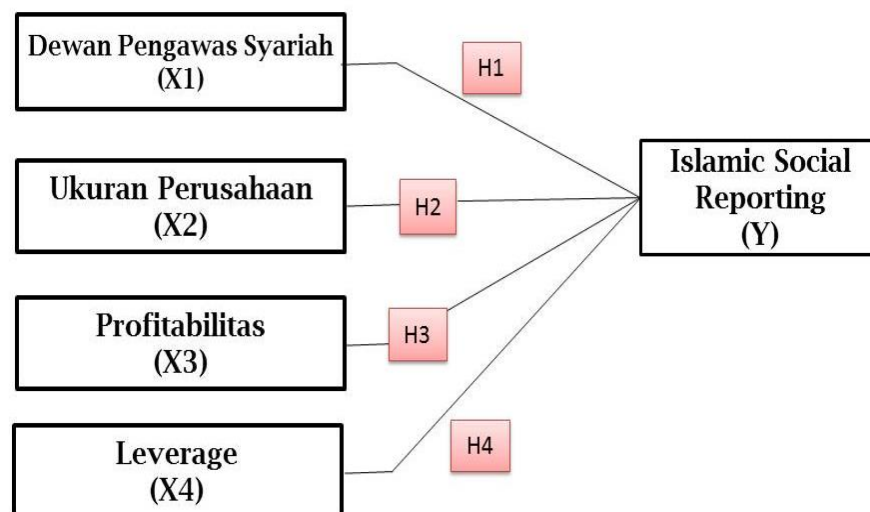 Dewan Pengawas Syariah
(X1)
H1
Ukuran Perusahaan
(X2)
H2
Islamic Social
Reporting
(Y)
Profitabilitas
(X3)
H3
Leverage
(X4)
H4